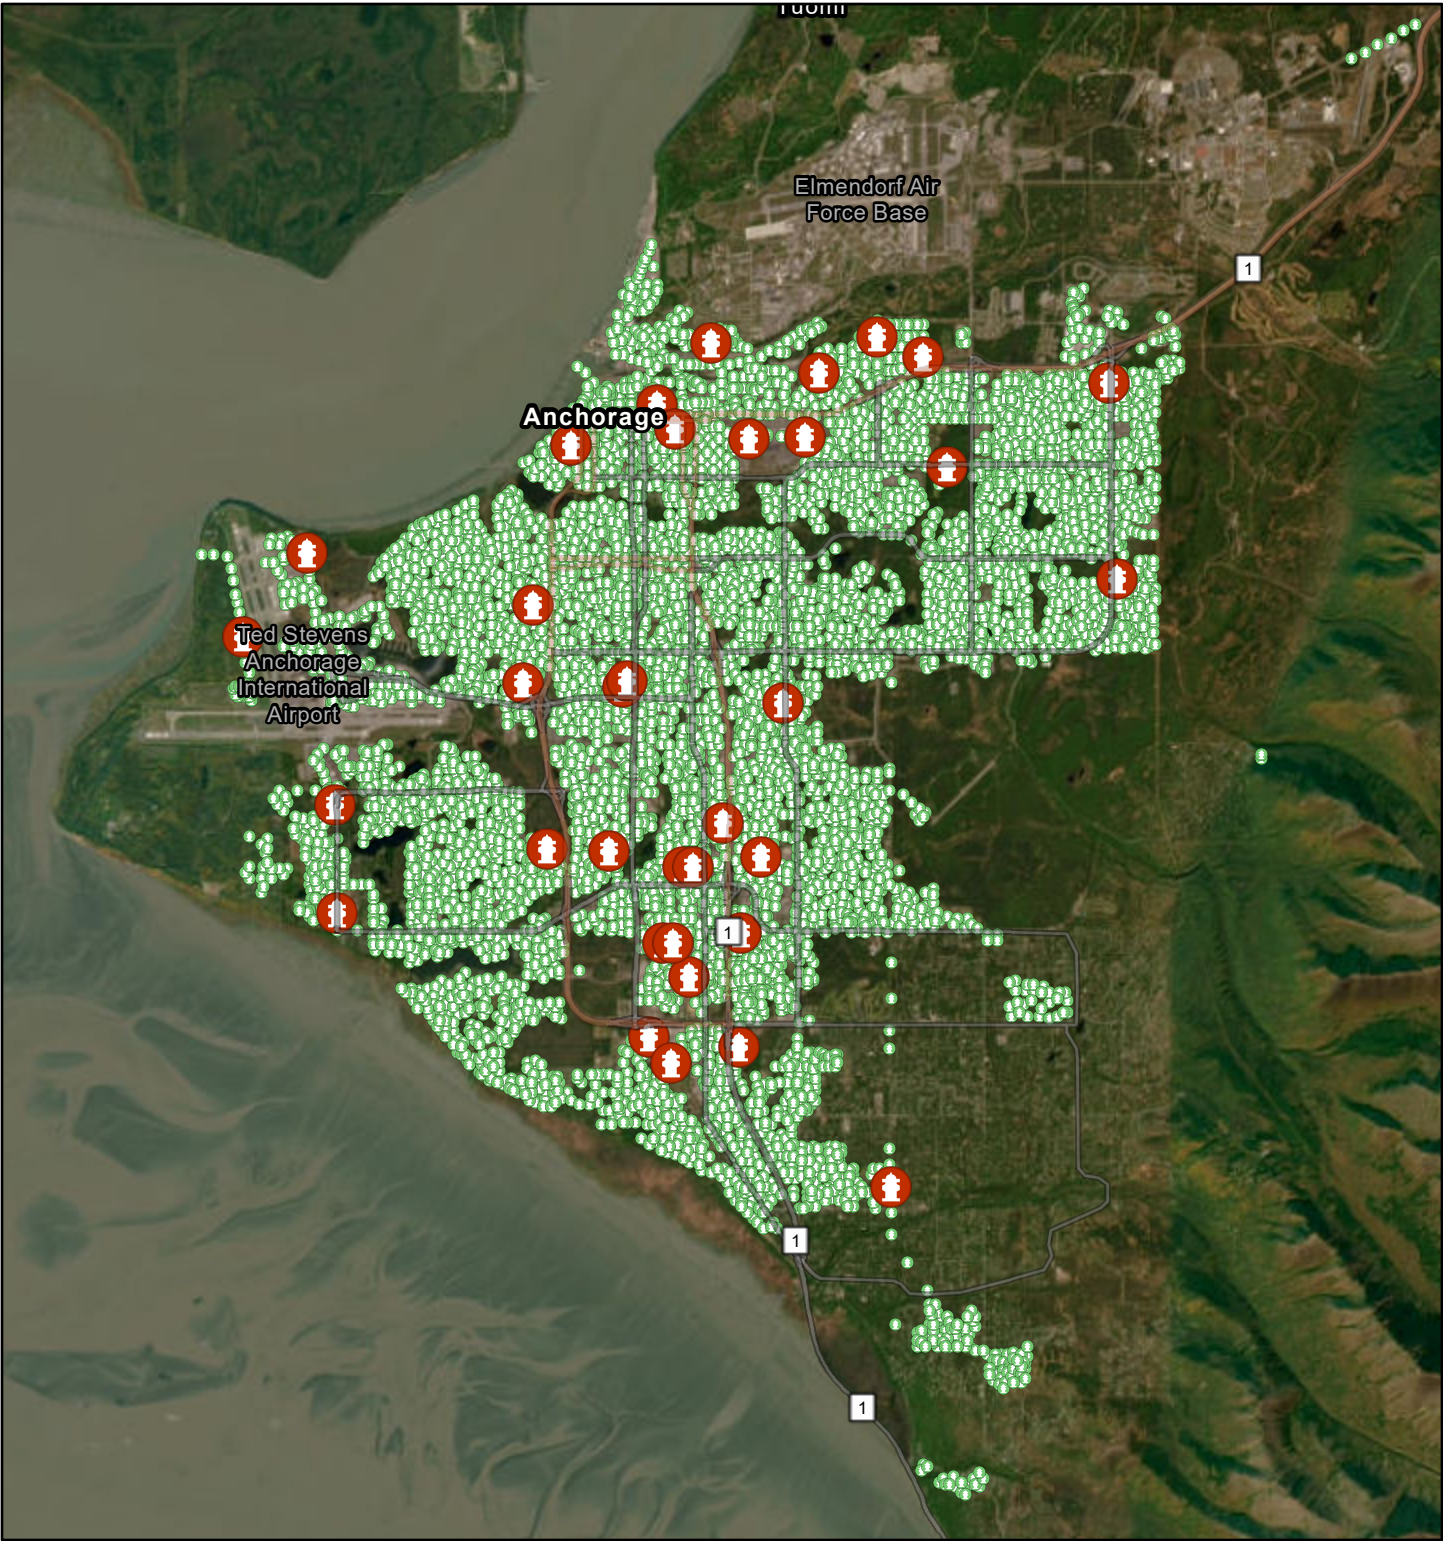 Elmendorf Air
Force Base
1
Anchorage
Ted Stevens
Anchorage
International
Airport
1
1
1